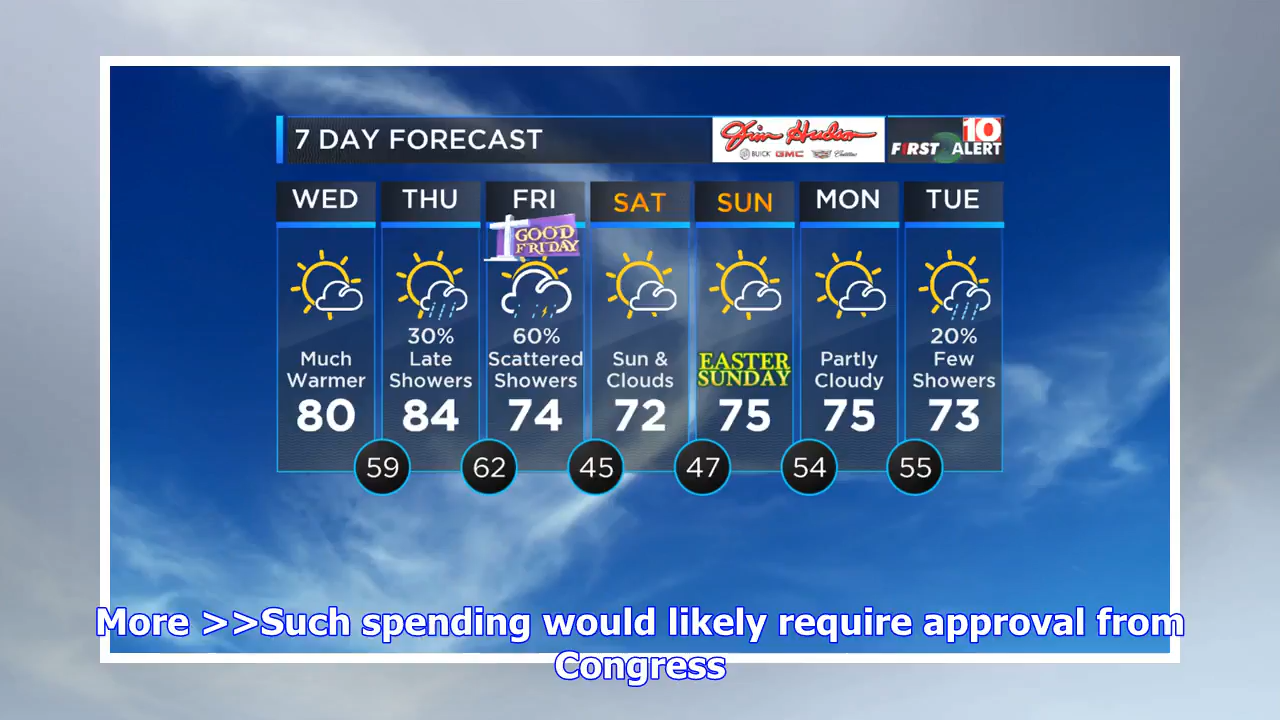 7 DAY FORECAST
Jim Hudson
BUICK GMC Cadillac
10
FIRST ALERT
WED THU FRI SAT SUN MON TUE
GOOD
FRIDAY
30% 60% 20%
Much Late Scattered Sun & EASTER Partly Few
Warmer Showers Showers Clouds SUNDAY Cloudy Showers
80 84 74 72 75 75 73
59 62 45 47 54 55
More >>Such spending would likely require approval from
Congress